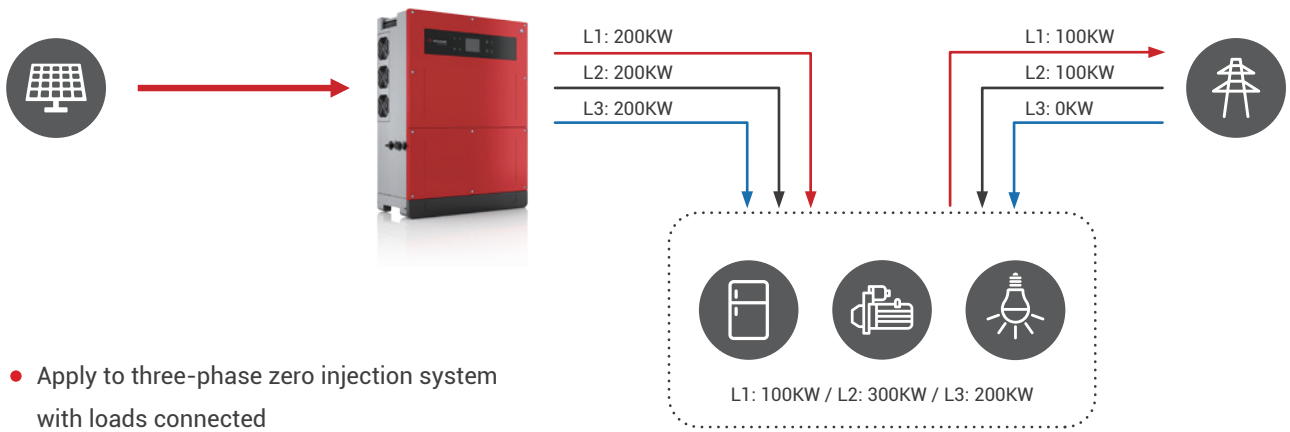 L1: 200KW
L2: 200KW
L3: 200KW
L1: 100KW
L2: 100KW
L3: 0KW
L1: 100KW / L2: 300KW / L3: 200KW
Apply to three-phase zero injection system
with loads connected